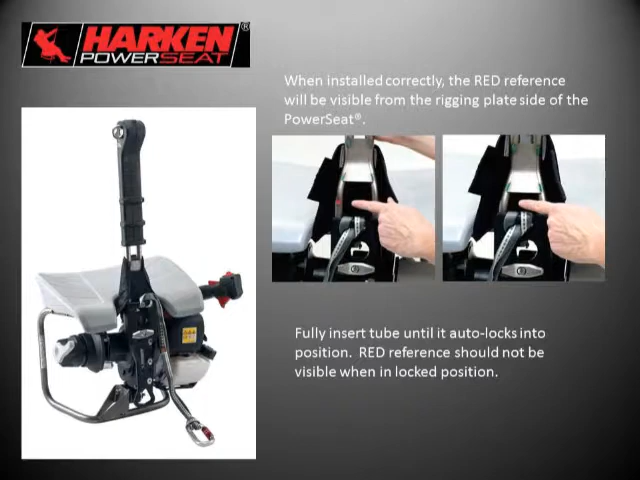 HARKEN®
POWERSEAT
When installed correctly, the RED reference
will be visible from the rigging plate side of the
PowerSeat®.
Fully insert tube until it auto-locks into
position.  RED reference should not be
visible when in locked position.